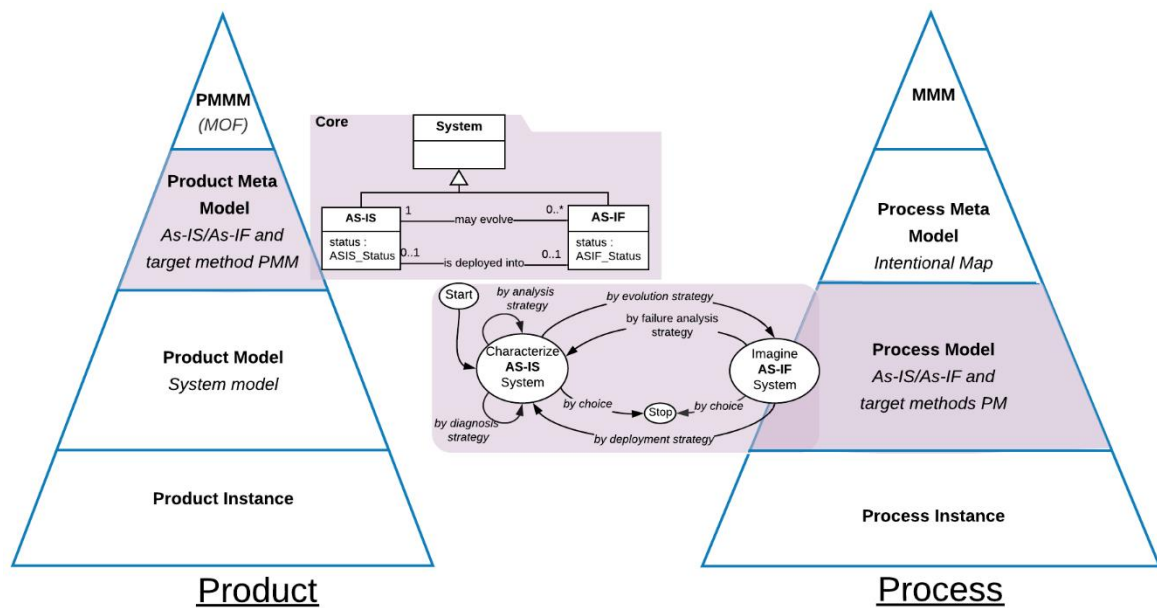 PMMM
(MOF)
Product Meta
Model
As-IS/As-IF and
target method PMM
Product Model
System model
Product Instance
Product
Core
System
AS-IS
status :
ASIS_Status
1
may evolve
0..*
0..1
is deployed into
0..1
AS-IF
status :
ASIF_Status
Start
by analysis
strategy
by evolution strategy
by failure analysis
strategy
Characterize
AS-IS
System
Imagine
AS-IF
System
by choice
Stop
by choice
by diagnosis
strategy
by deployment strategy
MMM
Process Meta
Model
Intentional Map
Process Model
As-IS/As-IF and
target methods PM
Process Instance
Process